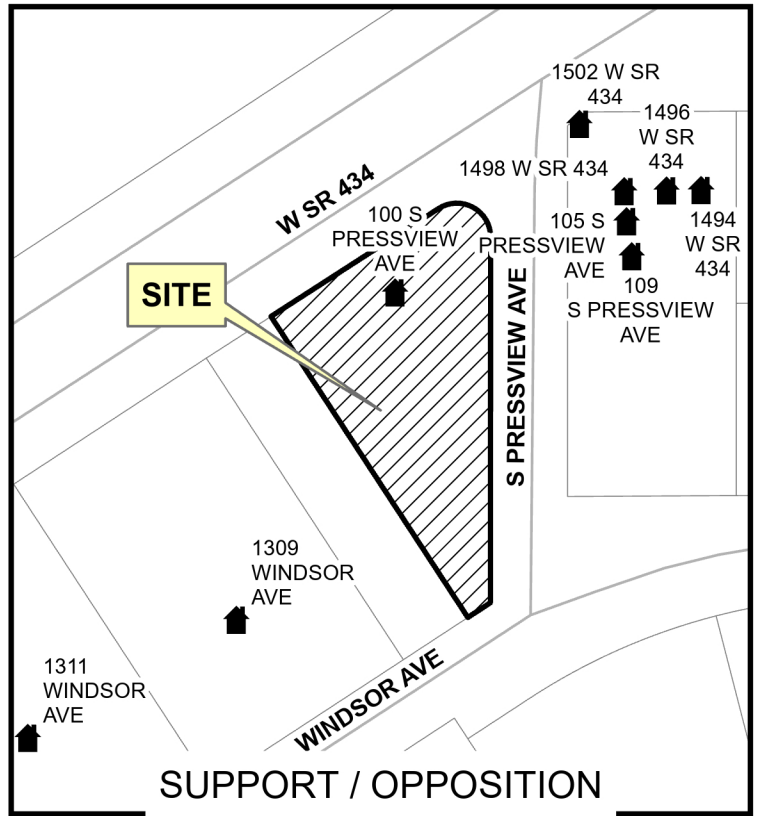 1502 W SR
434
1496
W SR
434
1498 W SR 434
1494
W SR
434
W SR 434
100 S
PRESSVIEW
AVE
105 S
PRESSVIEW
AVE
109
S PRESSVIEW
AVE
SITE
S PRESSVIEW AVE
1309
WINDSOR
AVE
1311
WINDSOR
AVE
WINDSOR AVE
SUPPORT / OPPOSITION